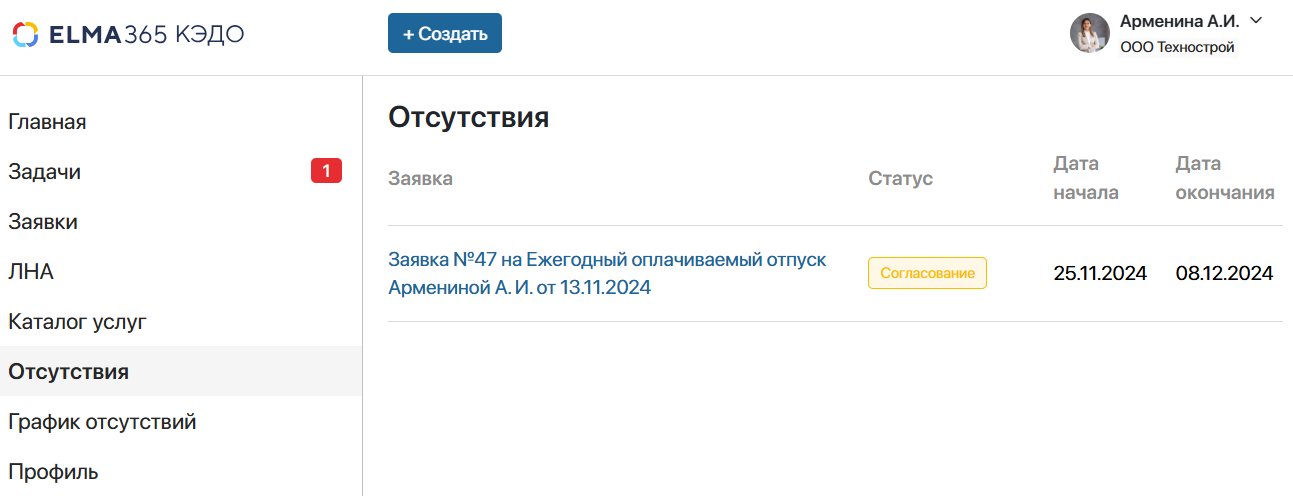 ELMA365 КЭДО
+ Создать
Арменина А.И.
ООО Технострой
Главная
Задачи 1
Заявки
ЛНА
Каталог услуг
Отсутствия
График отсутствий
Профиль
Отсутствия
Заявка Статус Дата начала Дата окончания
Заявка №47 на Ежегодный оплачиваемый отпуск
Армениной А. И. от 13.11.2024
Согласование 25.11.2024 08.12.2024